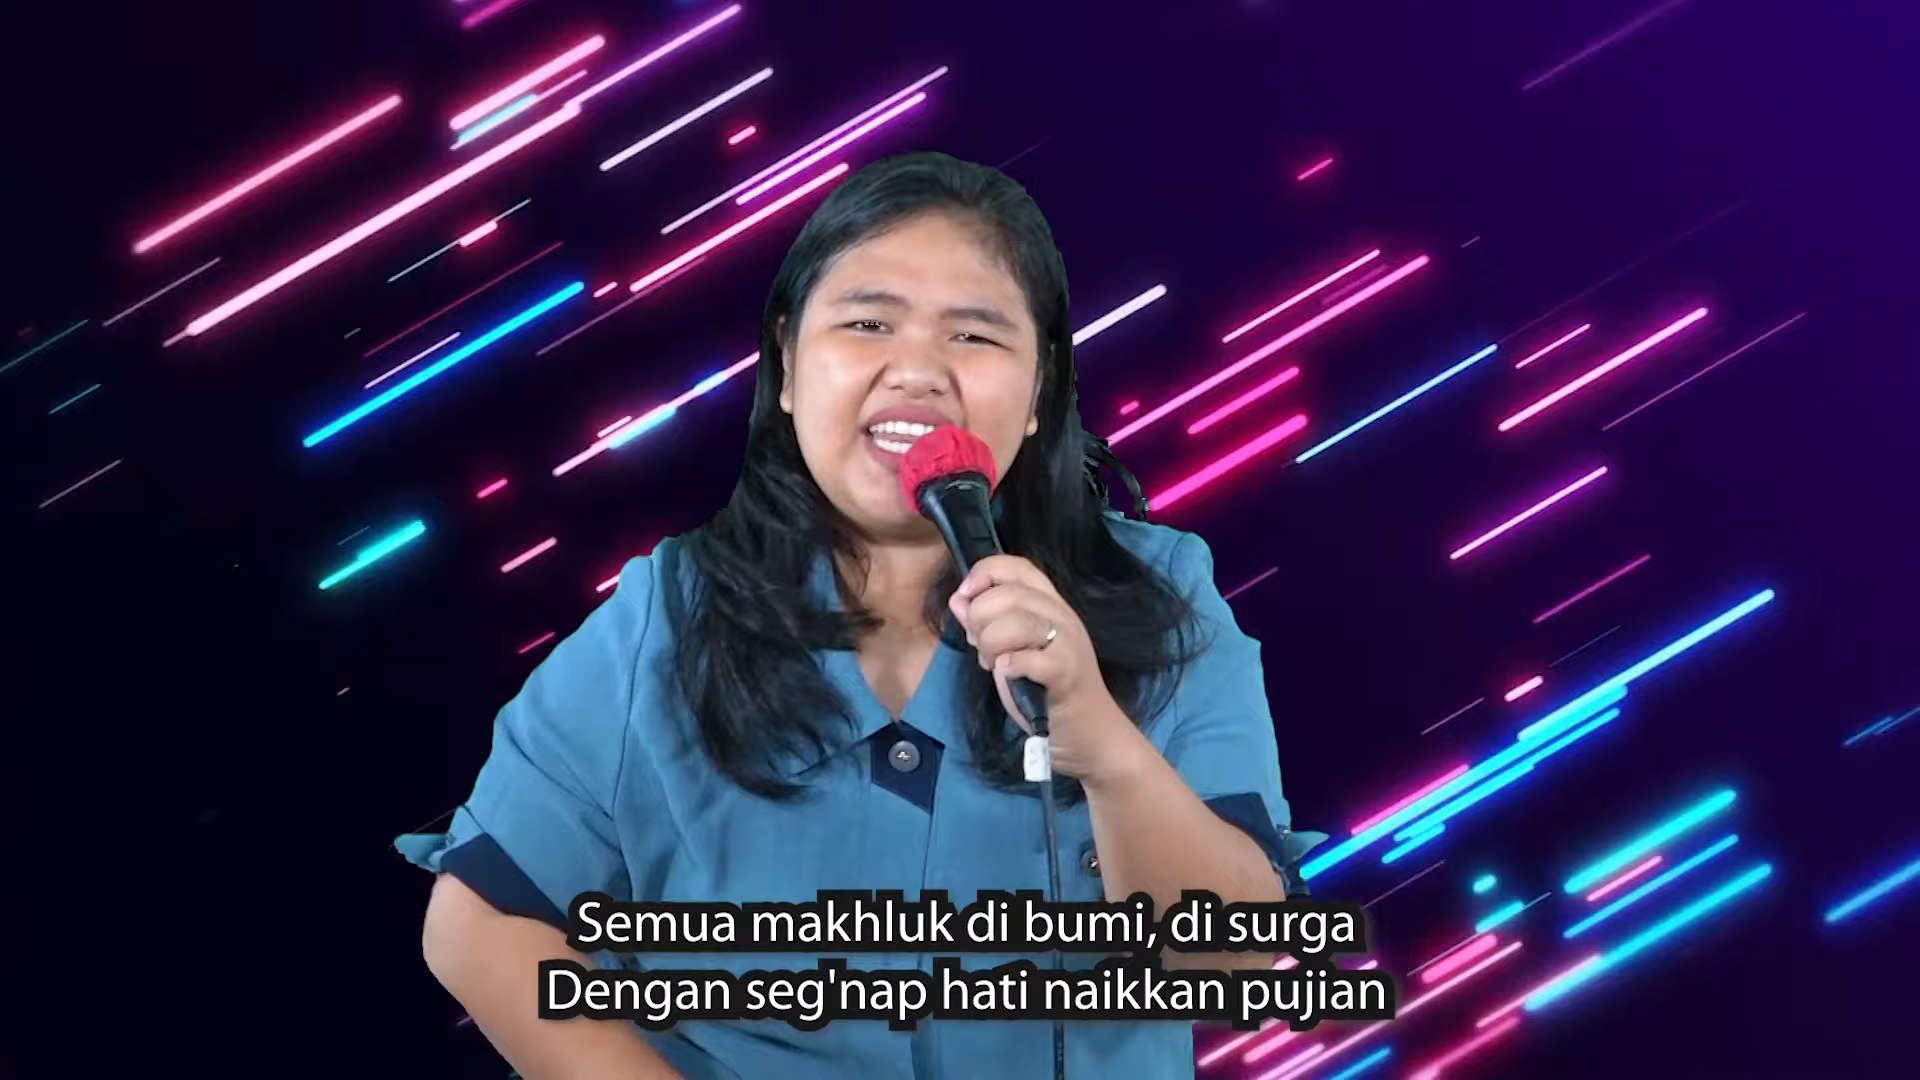 Semua makhluk di bumi, di surga
Dengan seg'nap hati naikkan pujian